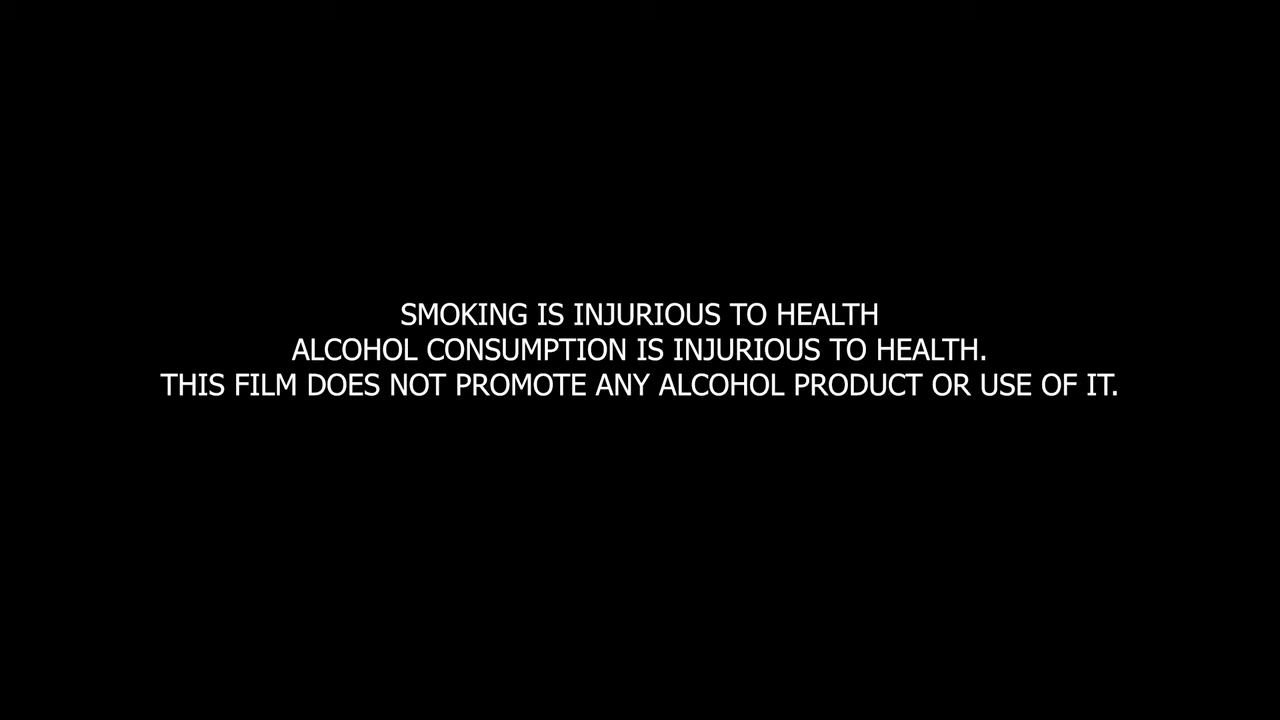 SMOKING IS INJURIOUS TO HEALTH
ALCOHOL CONSUMPTION IS INJURIOUS TO HEALTH.
THIS FILM DOES NOT PROMOTE ANY ALCOHOL PRODUCT OR USE OF IT.